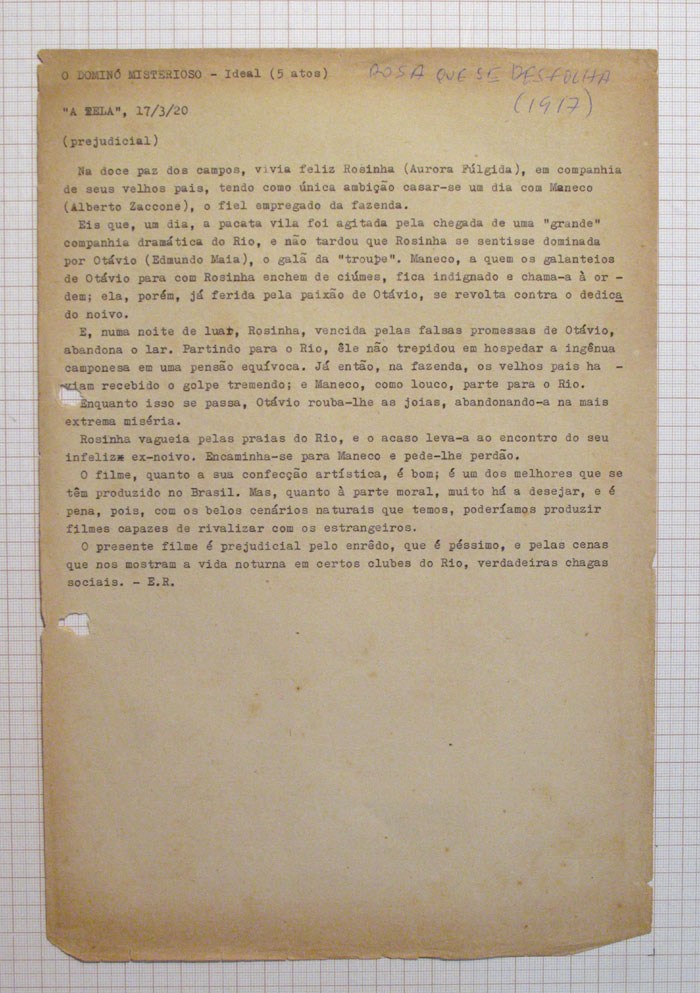 O DOMINÓ MISTERIOSO - Ideal (5 atos)
ROSA QUE SE DESFOLHA
(1917)
"A TELA", 17/3/20
(prejudicial)
Na doce paz dos campos, vivia feliz Rosinha (Aurora Fúlgida), em companhia
de seus velhos pais, tendo como única ambição casar-se um dia com Maneco
(Alberto Zaccone), o fiel empregado da fazenda.
Eis que, um dia, a pacata vila foi agitada pela chegada de uma "grande"
companhia dramática do Rio, e não tardou que Rosinha se sentisse dominada
por Otávio (Edmundo Maia), o galã da "troupe". Maneco, a quem os galanteios
de Otávio para com Rosinha enchem de ciúmes, fica indignado e chama-a à or -
dem; ela, porém, já ferida pela paixão de Otávio, se revolta contra o dedica
do noivo.
E, numa noite de luar, Rosinha, vencida pelas falsas promessas de Otávio,
abandona o lar. Partindo para o Rio, êle não trepidou em hospedar a ingênua
camponesa em uma pensão equívoca. Já então, na fazenda, os velhos pais ha -
viam recebido o golpe tremendo; e Maneco, como louco, parte para o Rio.
Enquanto isso se passa, Otávio rouba-lhe as joias, abandonando-a na mais
extrema miséria.
Rosinha vagueia pelas praias do Rio, e o acaso leva-a ao encontro do seu
infeliz ex-noivo. Encaminha-se para Maneco e pede-lhe perdão.
O filme, quanto a sua confecção artística, é bom; é um dos melhores que se
têm produzido no Brasil. Mas, quanto à parte moral, muito há a desejar, e é
pena, pois, com os belos cenários naturais que temos, poderíamos produzir
filmes capazes de rivalizar com os estrangeiros.
O presente filme é prejudicial pelo enrêdo, que é péssimo, e pelas cenas
que nos mostram a vida noturna em certos clubes do Rio, verdadeiras chagas
sociais. - E.R.